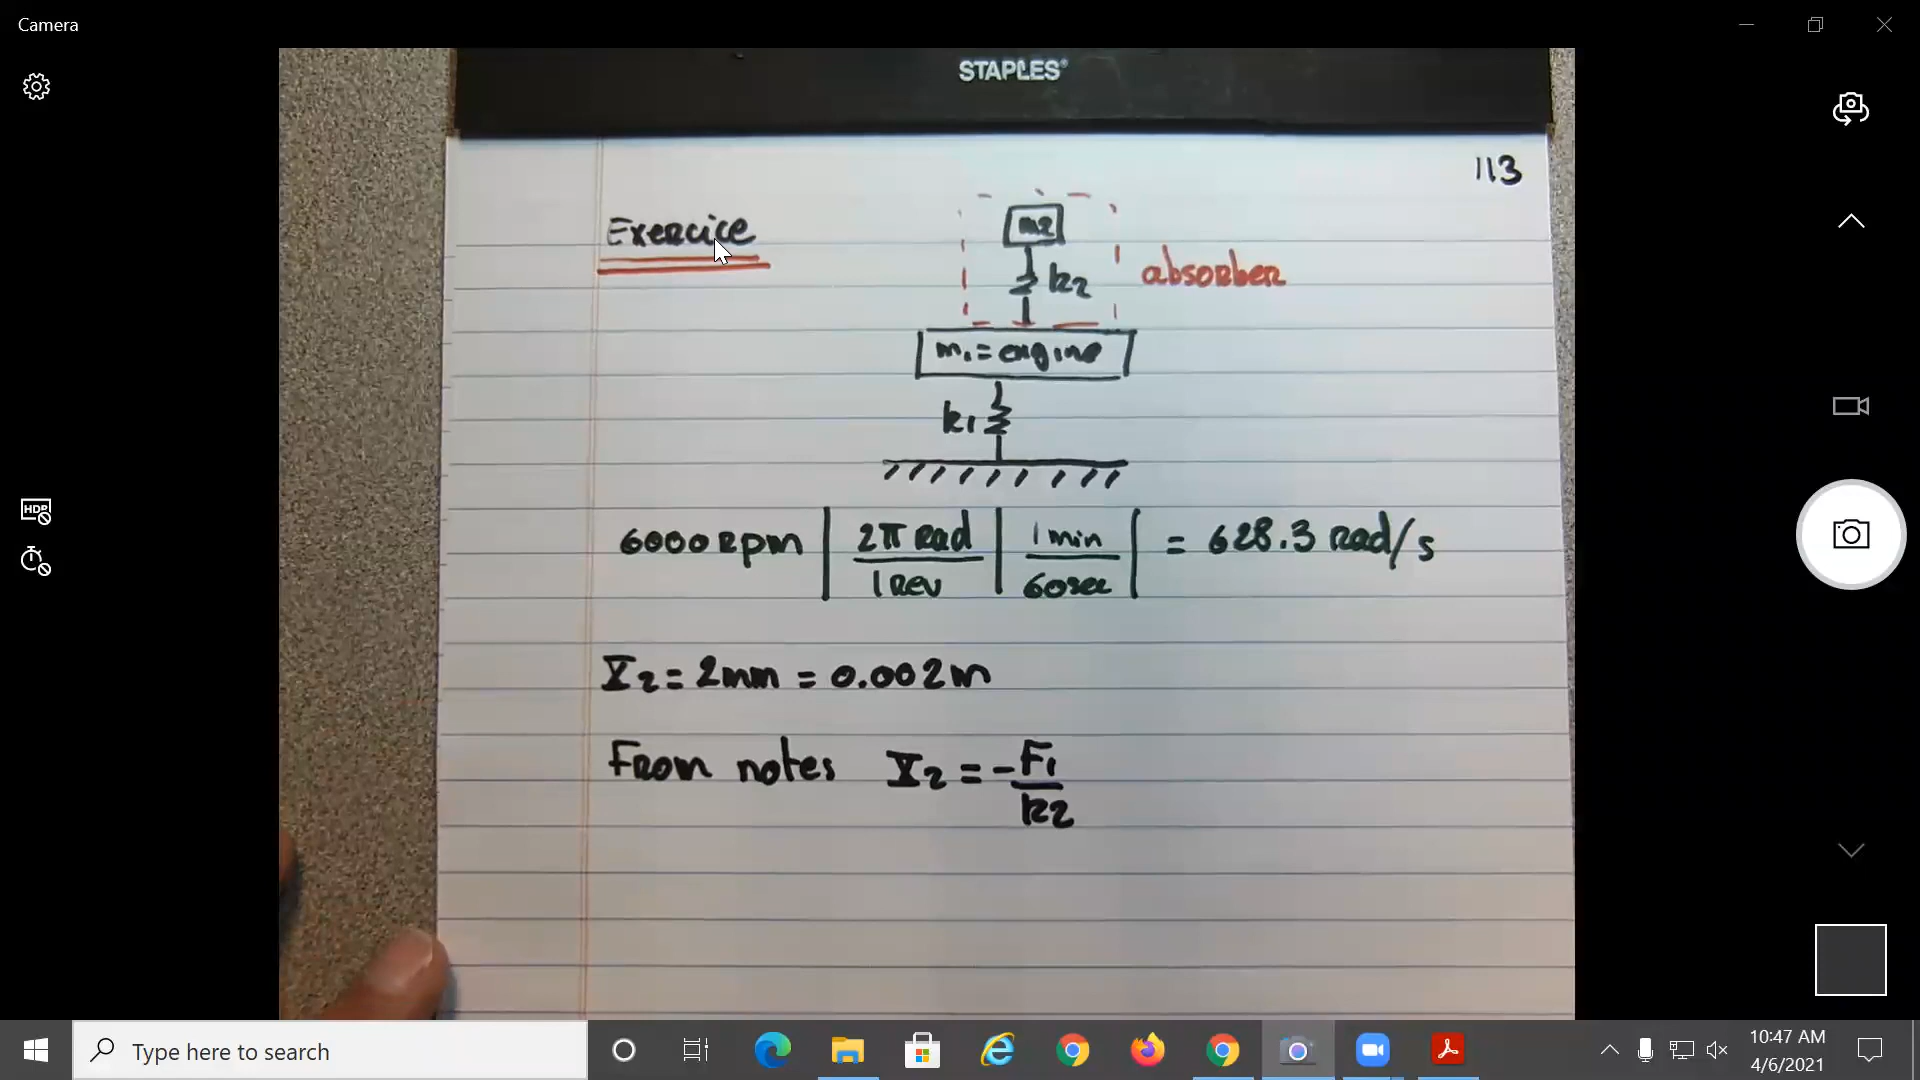 Camera
STAPLES®
113
Exercice
m2
k2
absorber
m1 = engine
k1
6000 Rpm | 2π Rad / 1 Rev | 1 min / 60 sec | = 628.3 Rad/s
X2 = 2mm = 0.002m
From notes X2 = -F1 / k2
HDR
Type here to search
10:47 AM
4/6/2021